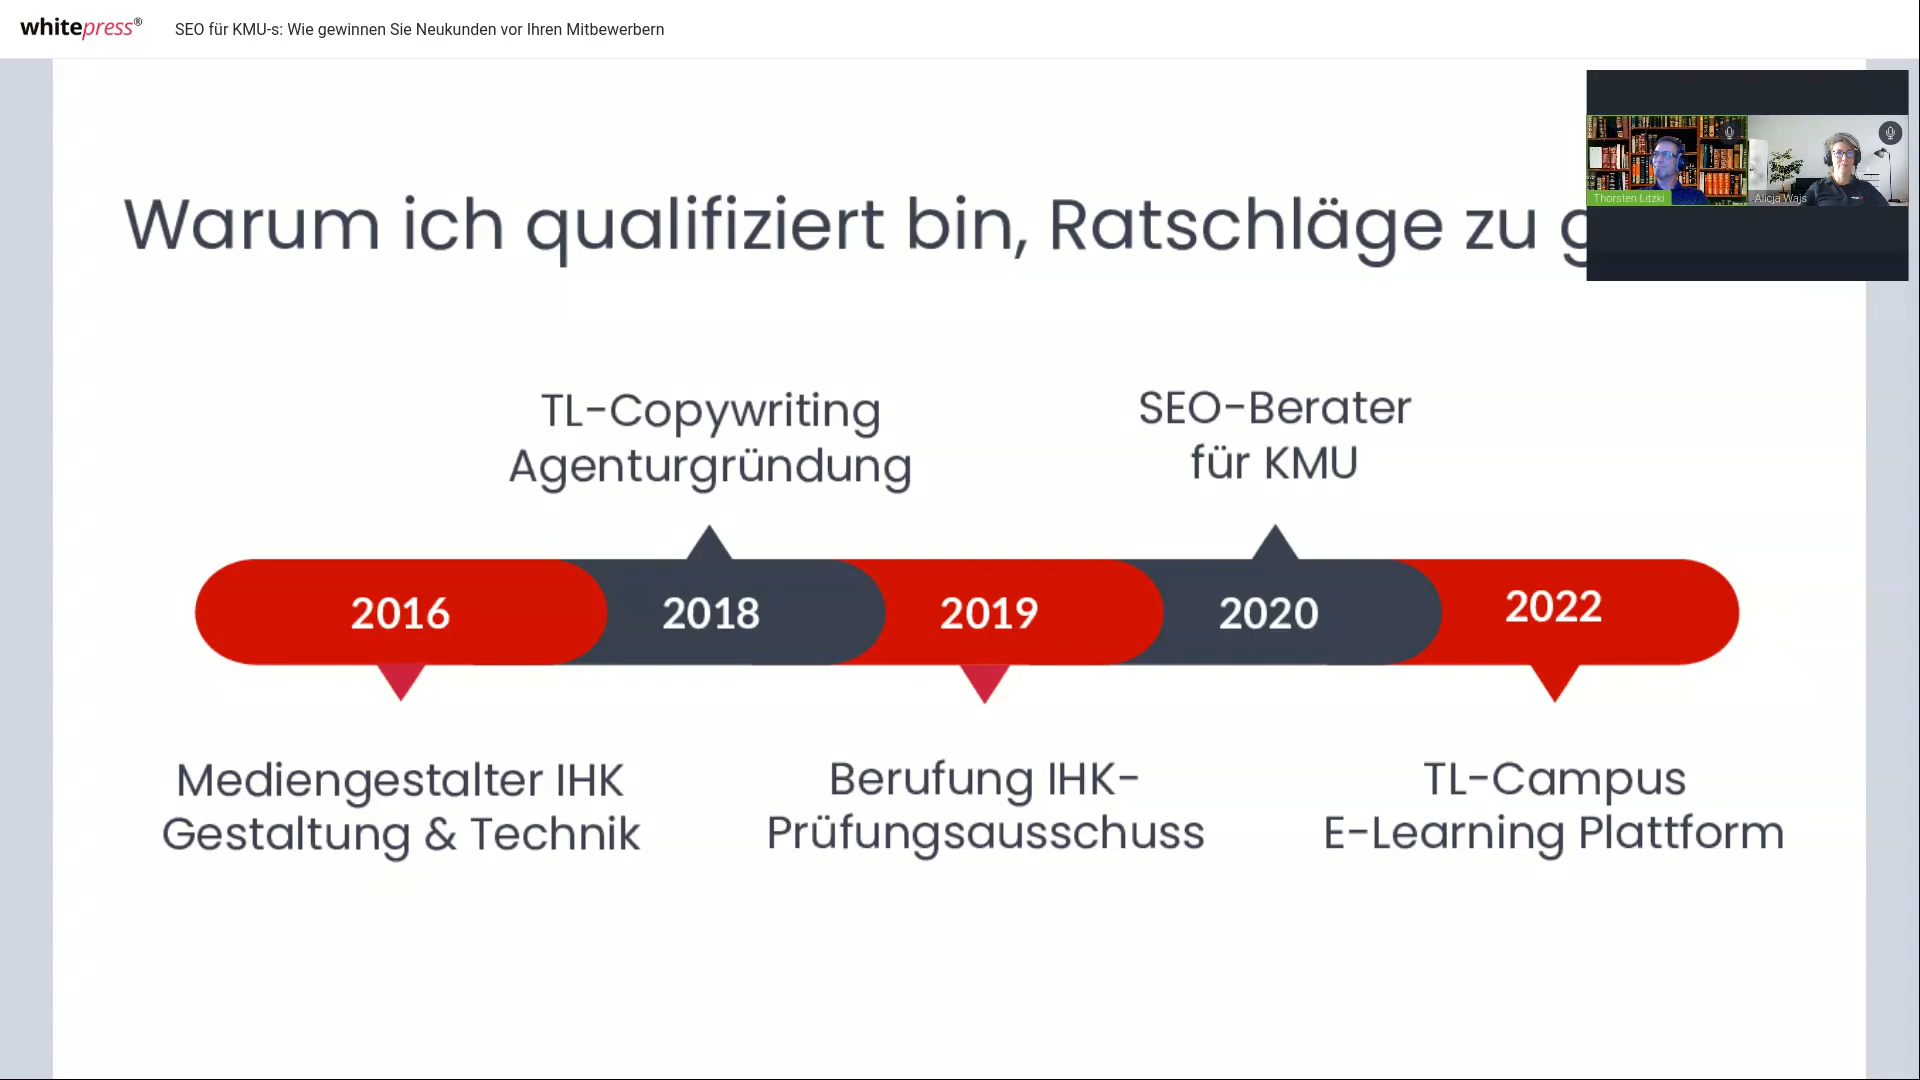 whitepress®
SEO für KMU-s: Wie gewinnen Sie Neukunden vor Ihren Mitbewerbern
Thorsten Litzki
Alicja Wajs
Warum ich qualifiziert bin, Ratschläge zu
TL-Copywriting
Agenturgründung
SEO-Berater
für KMU
2016
2018
2019
2020
2022
Mediengestalter IHK
Gestaltung & Technik
Berufung IHK-
Prüfungsausschuss
TL-Campus
E-Learning Plattform